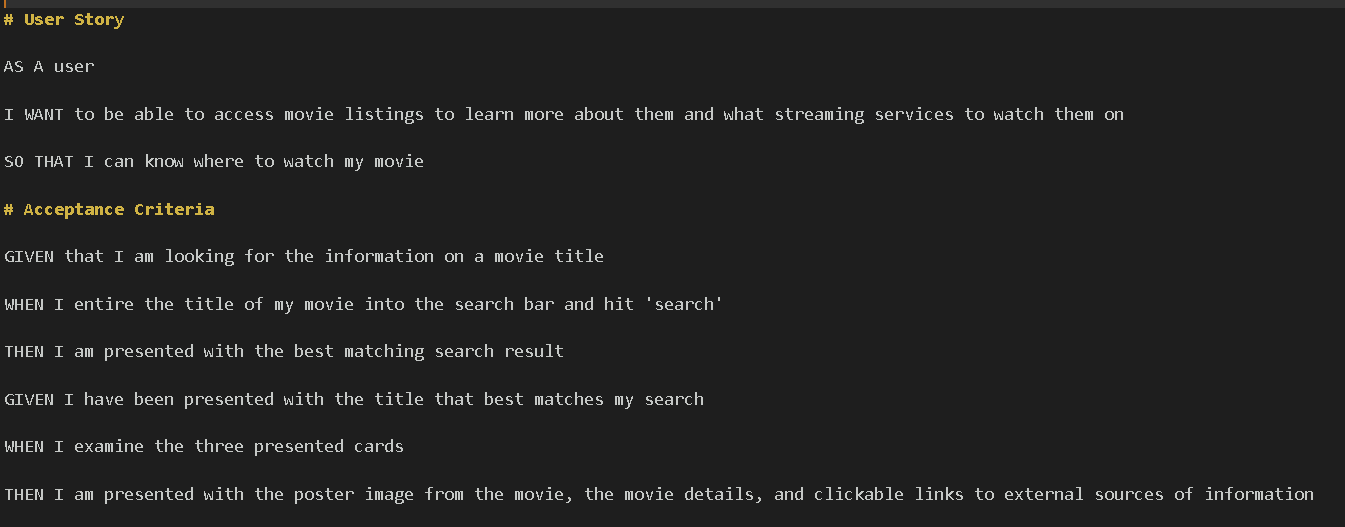 # User Story
AS A user
I WANT to be able to access movie listings to learn more about them and what streaming services to watch them on
SO THAT I can know where to watch my movie
# Acceptance Criteria
GIVEN that I am looking for the information on a movie title
WHEN I entire the title of my movie into the search bar and hit 'search'
THEN I am presented with the best matching search result
GIVEN I have been presented with the title that best matches my search
WHEN I examine the three presented cards
THEN I am presented with the poster image from the movie, the movie details, and clickable links to external sources of information